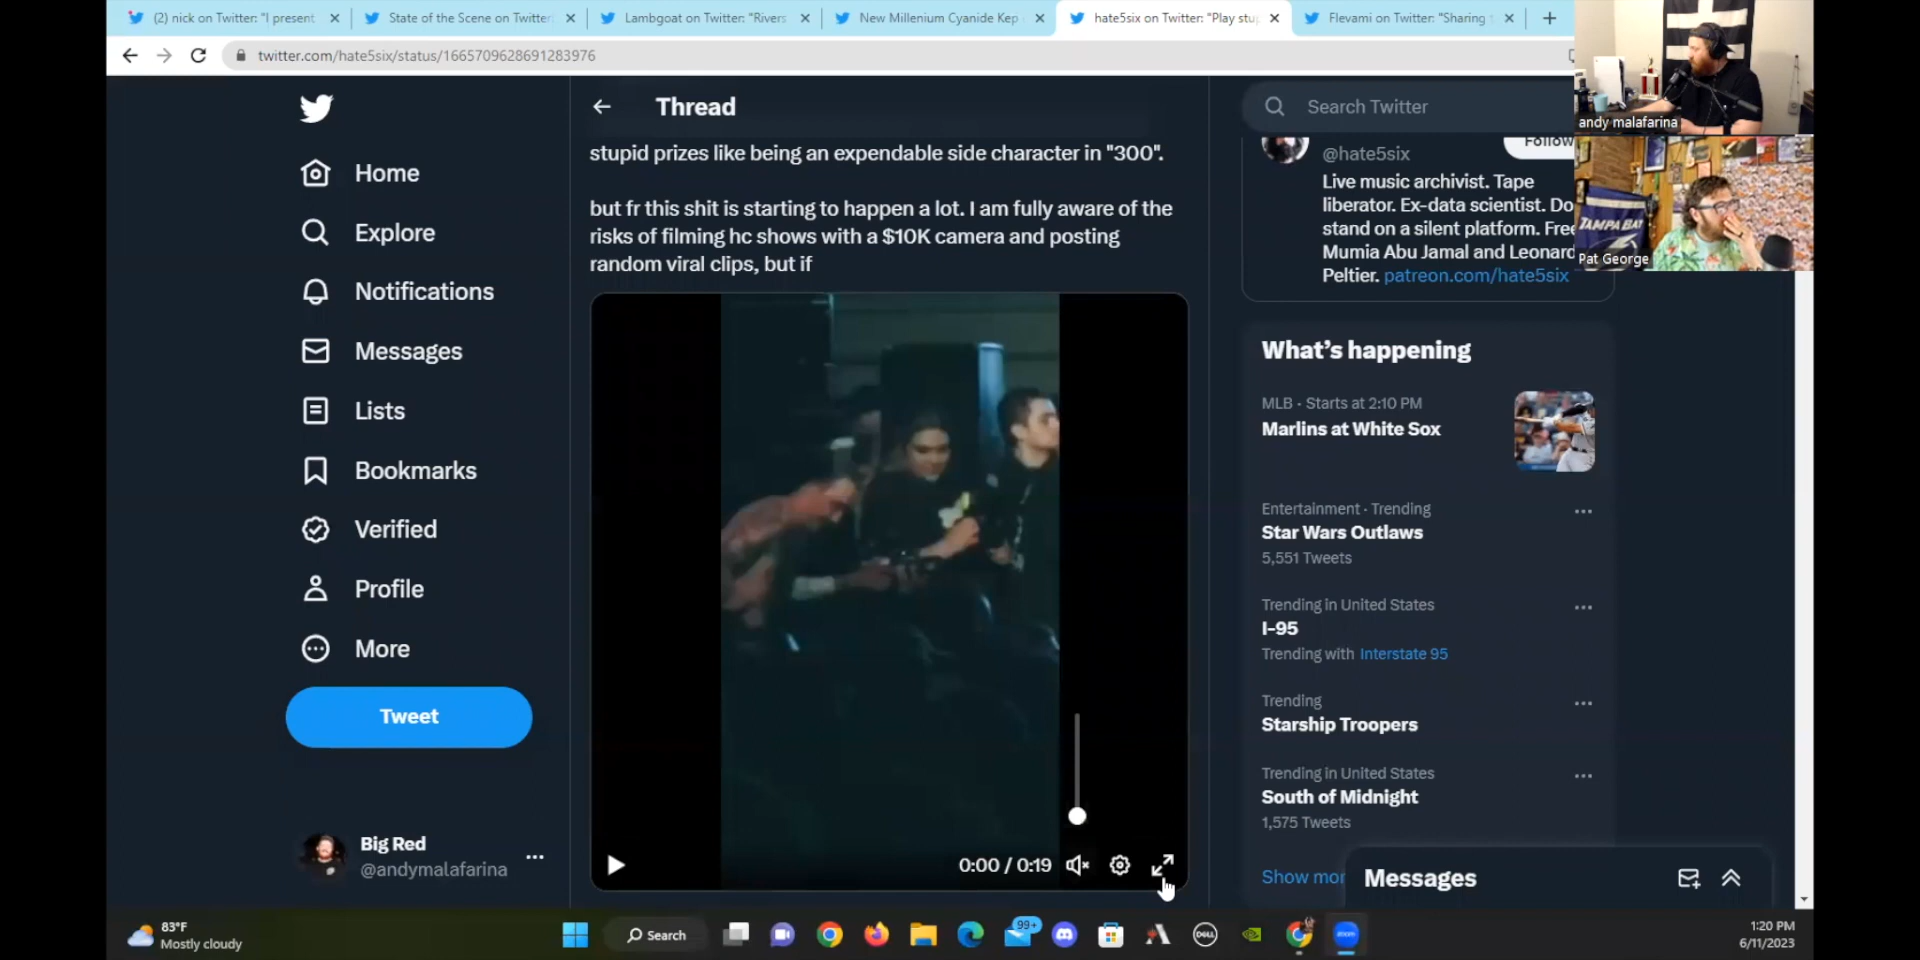 (2) nick on Twitter: "I present
State of the Scene on Twitter
Lambgoat on Twitter: "Rivers
New Millenium Cyanide Kep
hate5six on Twitter: "Play stu
Flevami on Twitter: "Sharing
twitter.com/hate5six/status/1665709628691283976
Thread
stupid prizes like being an expendable side character in "300".
but fr this shit is starting to happen a lot. I am fully aware of the
risks of filming hc shows with a $10K camera and posting
random viral clips, but if
0:00 / 0:19
Home
Explore
Notifications
Messages
Lists
Bookmarks
Verified
Profile
More
Tweet
Big Red
@andymalafarina
Search Twitter
@hate5six
Follow
Live music archivist. Tape
liberator. Ex-data scientist. Do
stand on a silent platform. Free
Mumia Abu Jamal and Leonard
Peltier. patreon.com/hate5six
What's happening
MLB · Starts at 2:10 PM
Marlins at White Sox
Entertainment · Trending
Star Wars Outlaws
5,551 Tweets
Trending in United States
I-95
Trending with Interstate 95
Trending
Starship Troopers
Trending in United States
South of Midnight
1,575 Tweets
Show mor
Messages
andy malafarina
TAMPA BAY
Pat George
83°F
Mostly cloudy
Search
99+
DELL
zoom
1:20 PM
6/11/2023